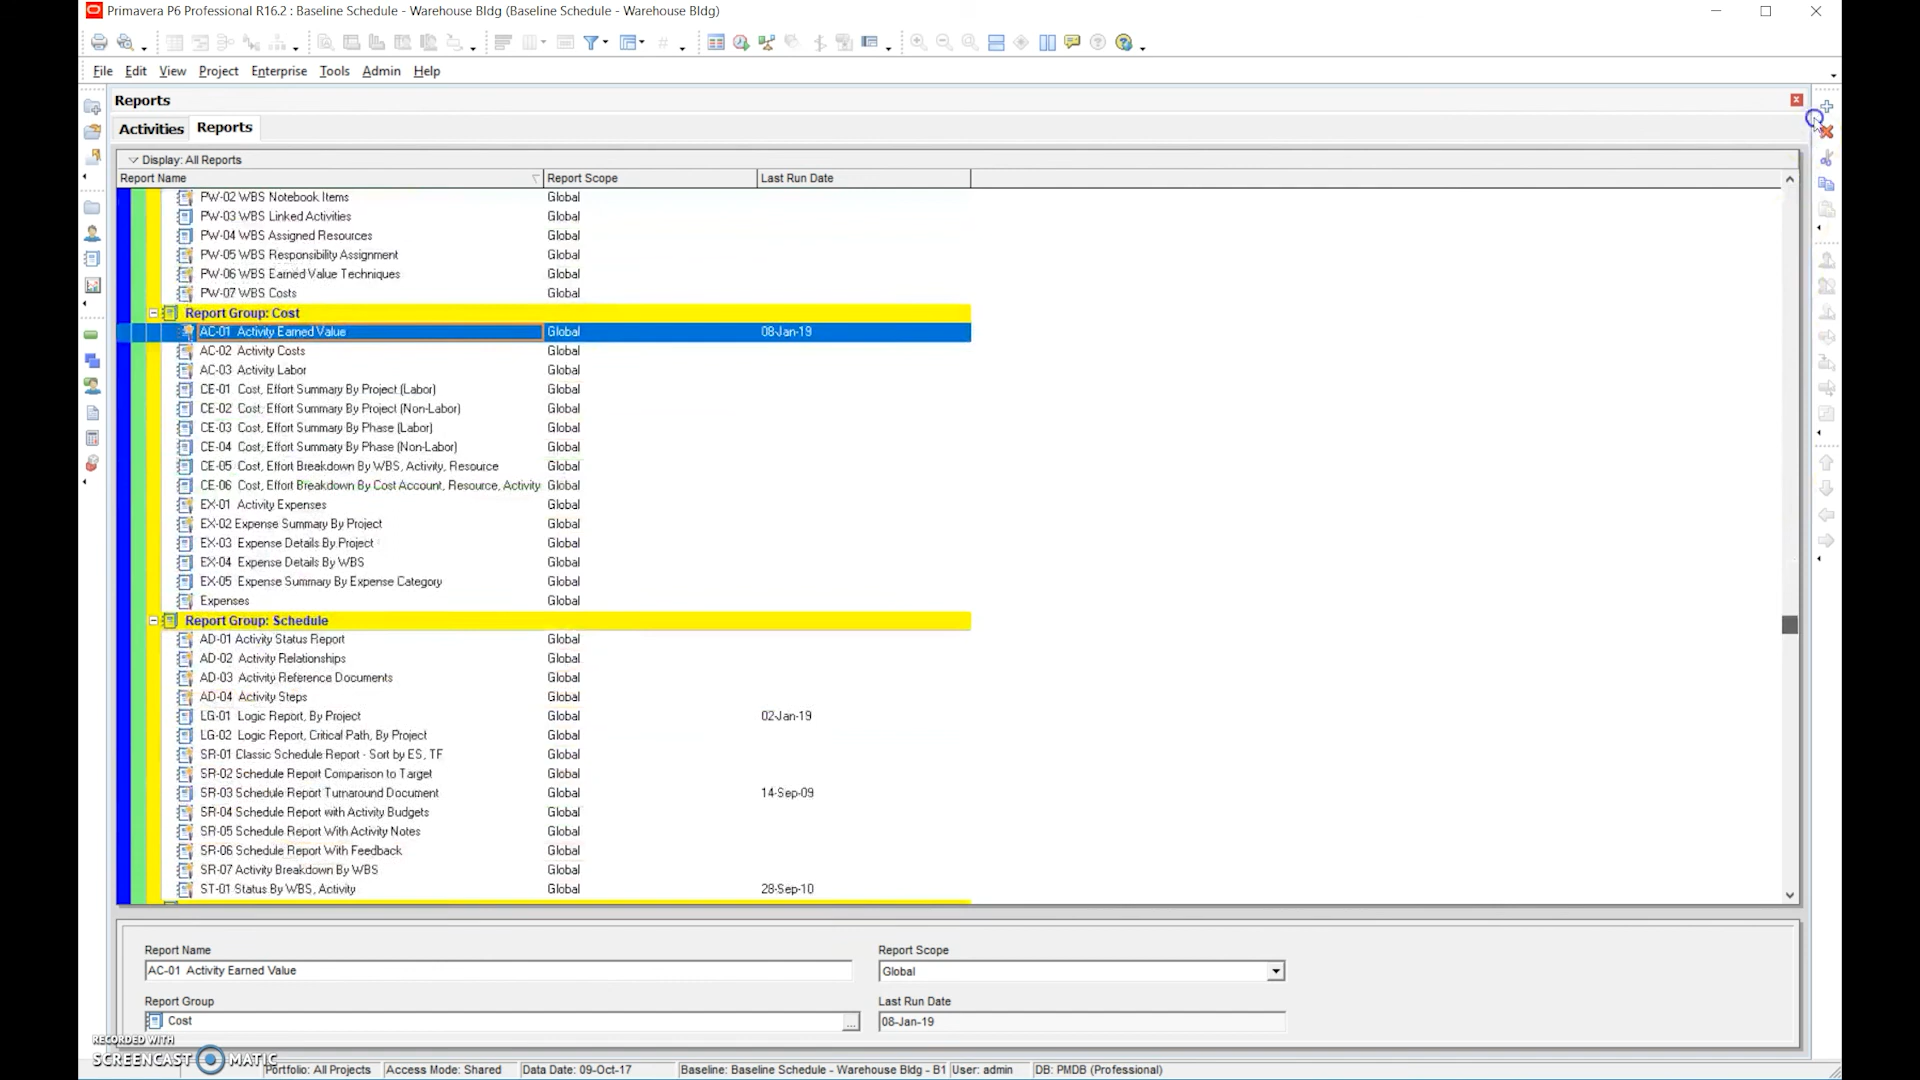 Primavera P6 Professional R16.2 : Baseline Schedule - Warehouse Bldg (Baseline Schedule - Warehouse Bldg)
File Edit View Project Enterprise Tools Admin Help
Reports
Activities Reports
Display: All Reports
Report Name Report Scope Last Run Date
PW-02 WBS Notebook Items Global
PW-03 WBS Linked Activities Global
PW-04 WBS Assigned Resources Global
PW-05 WBS Responsibility Assignment Global
PW-06 WBS Earned Value Techniques Global
PW-07 WBS Costs Global
Report Group: Cost
AC-01 Activity Earned Value Global 08-Jan-19
AC-02 Activity Costs Global
AC-03 Activity Labor Global
CE-01 Cost, Effort Summary By Project (Labor) Global
CE-02 Cost, Effort Summary By Project (Non-Labor) Global
CE-03 Cost, Effort Summary By Phase (Labor) Global
CE-04 Cost, Effort Summary By Phase (Non-Labor) Global
CE-05 Cost, Effort Breakdown By WBS, Activity, Resource Global
CE-06 Cost, Effort Breakdown By Cost Account, Resource, Activity Global
EX-01 Activity Expenses Global
EX-02 Expense Summary By Project Global
EX-03 Expense Details By Project Global
EX-04 Expense Details By WBS Global
EX-05 Expense Summary By Expense Category Global
Expenses Global
Report Group: Schedule
AD-01 Activity Status Report Global
AD-02 Activity Relationships Global
AD-03 Activity Reference Documents Global
AD-04 Activity Steps Global
LG-01 Logic Report, By Project Global 02-Jan-19
LG-02 Logic Report, Critical Path, By Project Global
SR-01 Classic Schedule Report - Sort by ES, TF Global
SR-02 Schedule Report Comparison to Target Global
SR-03 Schedule Report Turnaround Document Global 14-Sep-09
SR-04 Schedule Report with Activity Budgets Global
SR-05 Schedule Report With Activity Notes Global
SR-06 Schedule Report With Feedback Global
SR-07 Activity Breakdown By WBS Global
ST-01 Status By WBS, Activity Global 28-Sep-10
Report Name Report Scope
AC-01 Activity Earned Value Global
Report Group Last Run Date
Cost ... 08-Jan-19
RECORDED WITH
SCREENCAST MATIC
Portfolio: All Projects Access Mode: Shared Data Date: 09-Oct-17 Baseline: Baseline Schedule - Warehouse Bldg - B1 User: admin DB: PMDB (Professional)